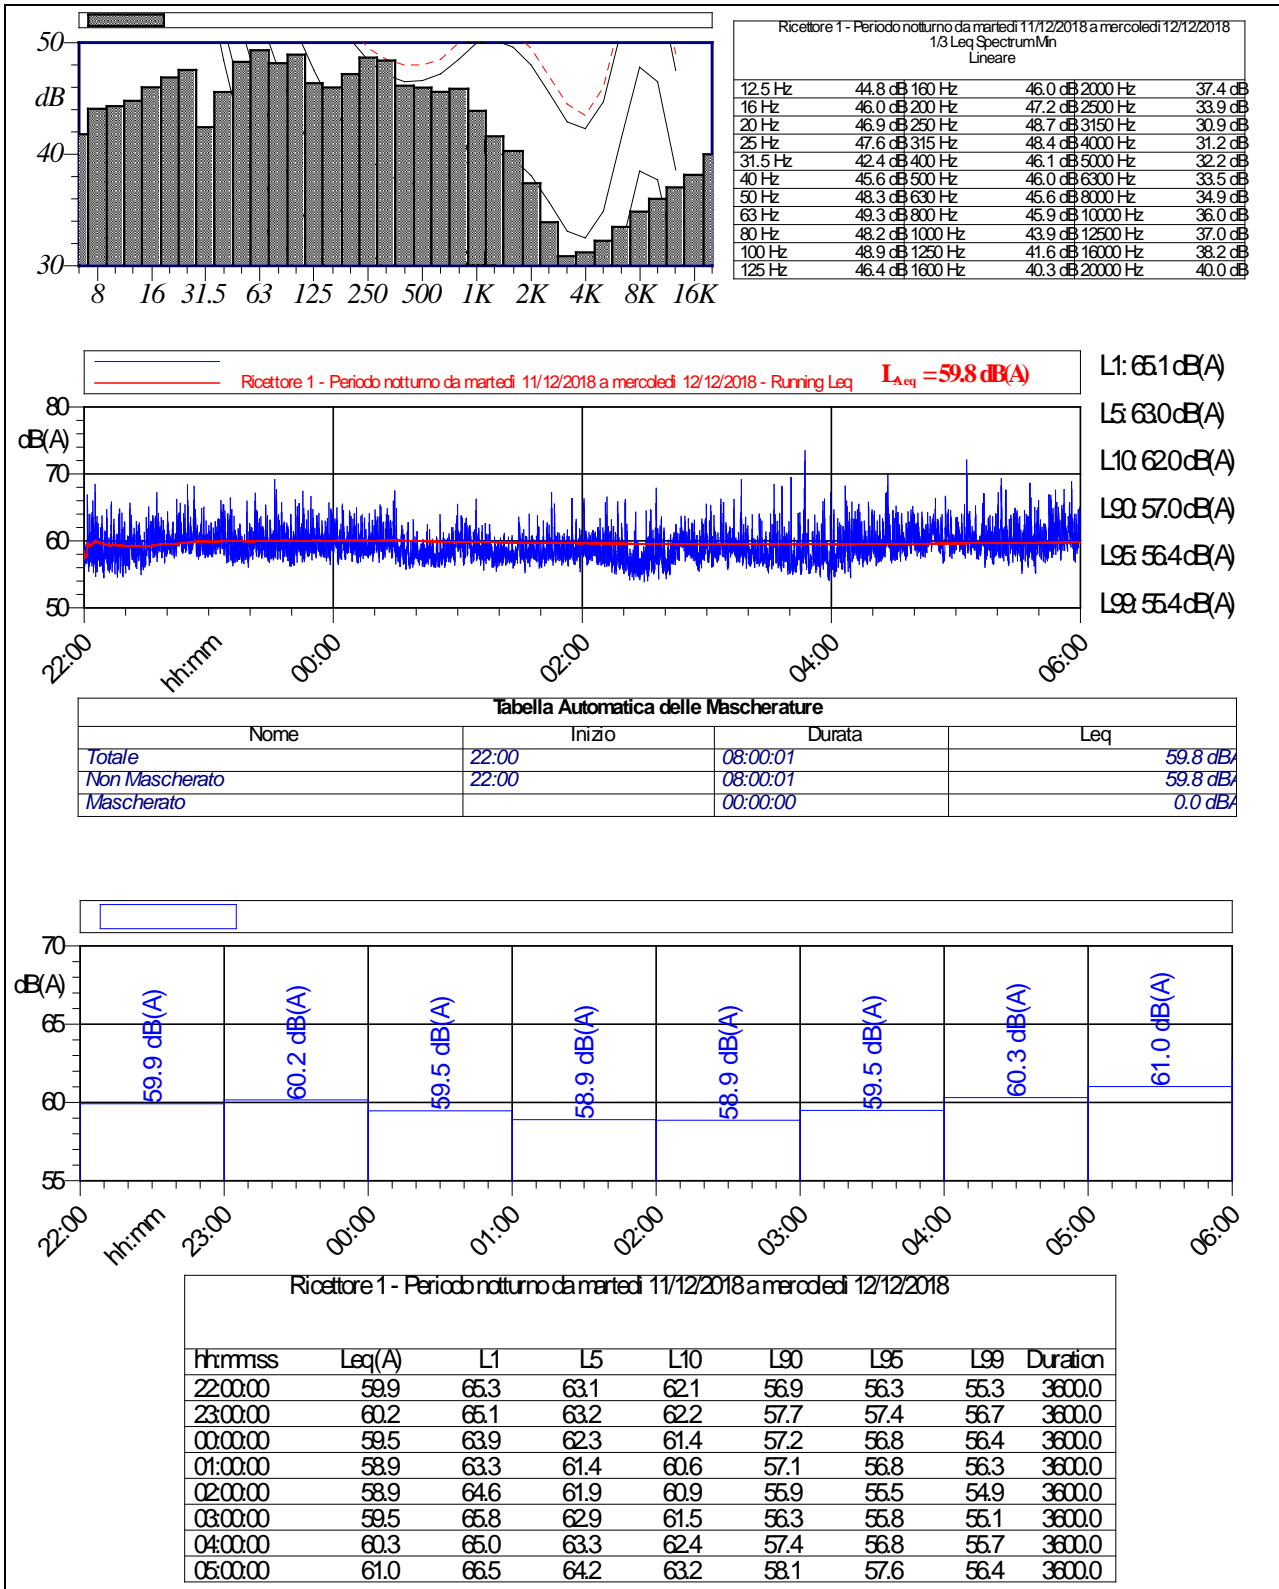 50
dB
40
30
8 16 31.5 63 125 250 500 1K 2K 4K 8K 16K
Ricettore 1 - Periodo notturno da martedì 11/12/2018 a mercoledì 12/12/2018
1/3 Leq Spectrum Min
Lineare
12.5 Hz 44.8 dB 160 Hz 46.0 dB 2000 Hz 37.4 dB
16 Hz 46.0 dB 200 Hz 47.2 dB 2500 Hz 33.9 dB
20 Hz 46.9 dB 250 Hz 48.7 dB 3150 Hz 30.9 dB
25 Hz 47.6 dB 315 Hz 48.4 dB 4000 Hz 31.2 dB
31.5 Hz 42.4 dB 400 Hz 46.1 dB 5000 Hz 32.2 dB
40 Hz 45.6 dB 500 Hz 46.0 dB 6300 Hz 33.5 dB
50 Hz 48.3 dB 630 Hz 45.6 dB 8000 Hz 34.9 dB
63 Hz 49.3 dB 800 Hz 45.9 dB 10000 Hz 36.0 dB
80 Hz 48.2 dB 1000 Hz 43.9 dB 12500 Hz 37.0 dB
100 Hz 48.9 dB 1250 Hz 41.6 dB 16000 Hz 38.2 dB
125 Hz 46.4 dB 1600 Hz 40.3 dB 20000 Hz 40.0 dB
Ricettore 1 - Periodo notturno da martedì 11/12/2018 a mercoledì 12/12/2018 - Running Leq
LAeq = 59.8 dB(A)
80
dB(A)
70
60
50
22:00 hh:mm 00:00 02:00 04:00 06:00
L1: 65.1 dB(A)
L5: 63.0 dB(A)
L10: 62.0 dB(A)
L90: 57.0 dB(A)
L95: 56.4 dB(A)
L99: 55.4 dB(A)
Tabella Automatica delle Mascherature
Nome Inizio Durata Leq
Totale 22:00 08:00:01 59.8 dBA
Non Mascherato 22:00 08:00:01 59.8 dBA
Mascherato 00:00:00 0.0 dBA
70
dB(A)
65
60
55
59.9 dB(A)
60.2 dB(A)
59.5 dB(A)
58.9 dB(A)
58.9 dB(A)
59.5 dB(A)
60.3 dB(A)
61.0 dB(A)
22:00 hh:mm 23:00 00:00 01:00 02:00 03:00 04:00 05:00 06:00
Ricettore 1 - Periodo notturno da martedì 11/12/2018 a mercoledì 12/12/2018
hh:mm:ss Leq(A) L1 L5 L10 L90 L95 L99 Duration
22:00:00 59.9 65.3 63.1 62.1 56.9 56.3 55.3 3600.0
23:00:00 60.2 65.1 63.2 62.2 57.7 57.4 56.7 3600.0
00:00:00 59.5 63.9 62.3 61.4 57.2 56.8 56.4 3600.0
01:00:00 58.9 63.3 61.4 60.6 57.1 56.8 56.3 3600.0
02:00:00 58.9 64.6 61.9 60.9 55.9 55.5 54.9 3600.0
03:00:00 59.5 65.8 62.9 61.5 56.3 55.8 55.1 3600.0
04:00:00 60.3 65.0 63.3 62.4 57.4 56.8 55.7 3600.0
05:00:00 61.0 66.5 64.2 63.2 58.1 57.6 56.4 3600.0